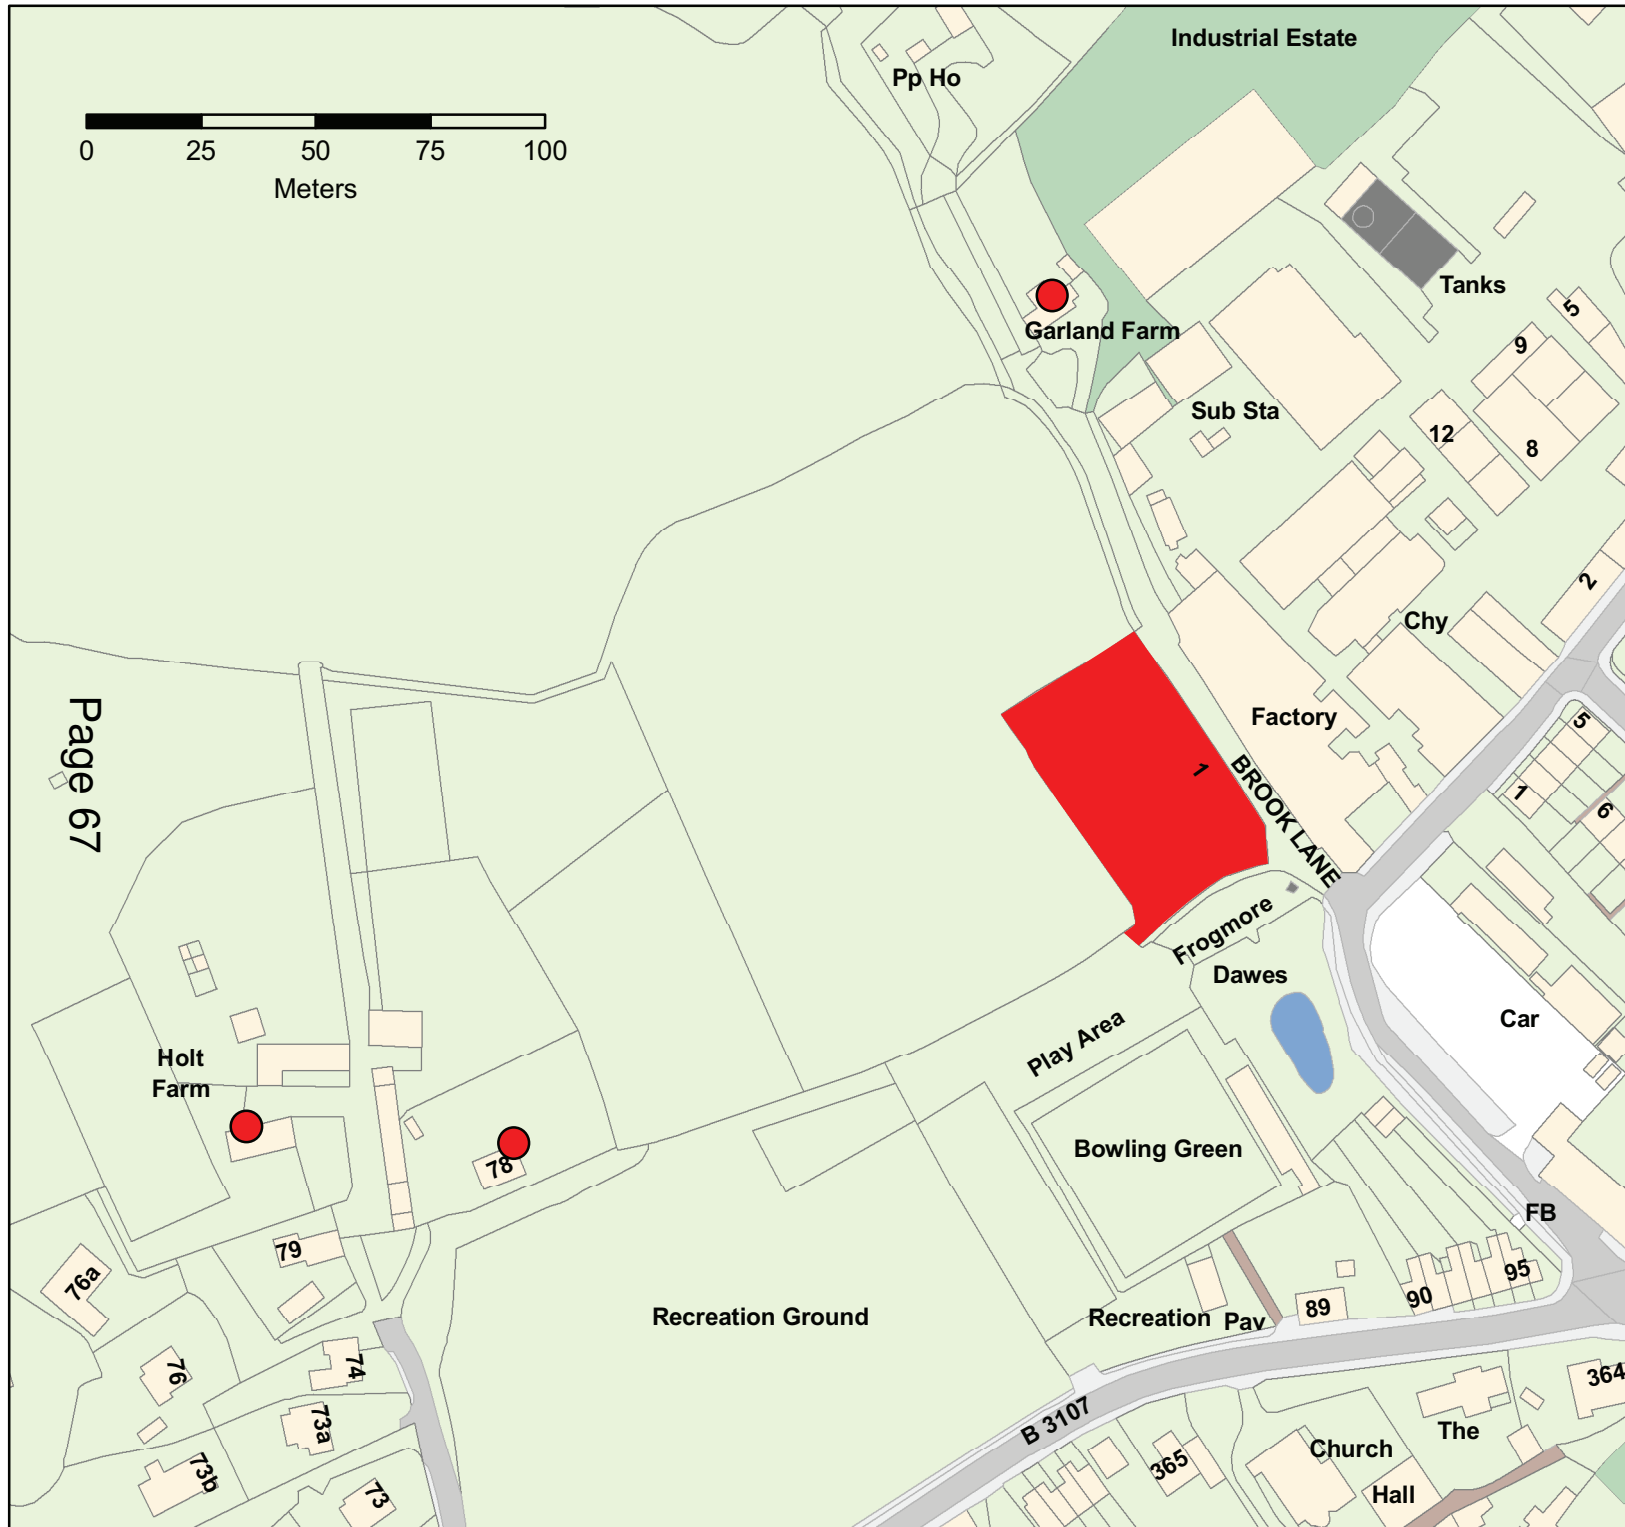 Industrial Estate
Pp Ho
0 25 50 75 100
Meters
Tanks
5
Garland Farm
9
Sub Sta
12
8
2
Chy
Page 67
Factory
5
1
BROOK LANE
1
6
Frogmore
Dawes
Car
Play Area
Holt
Farm
Bowling Green
78
FB
79
76a
95
90
89
Recreation Ground
Recreation
Pav
76
74
364
B 3107
73a
The
Church
365
73b
73
Hall